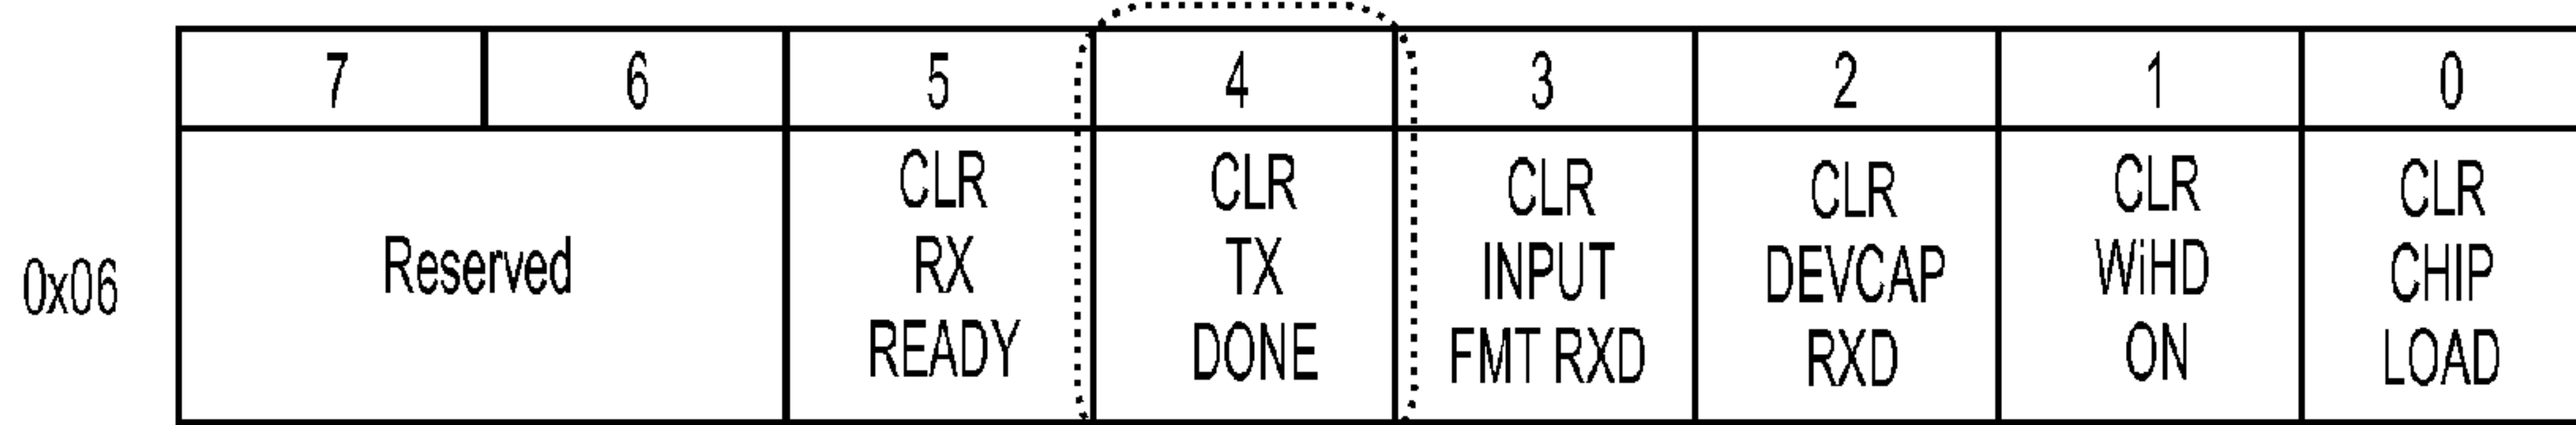 7 6 5 4 3 2 1 0
0x06
Reserved
CLR
RX
READY
CLR
TX
DONE
CLR
INPUT
FMT RXD
CLR
DEVCAP
RXD
CLR
WiHD
ON
CLR
CHIP
LOAD